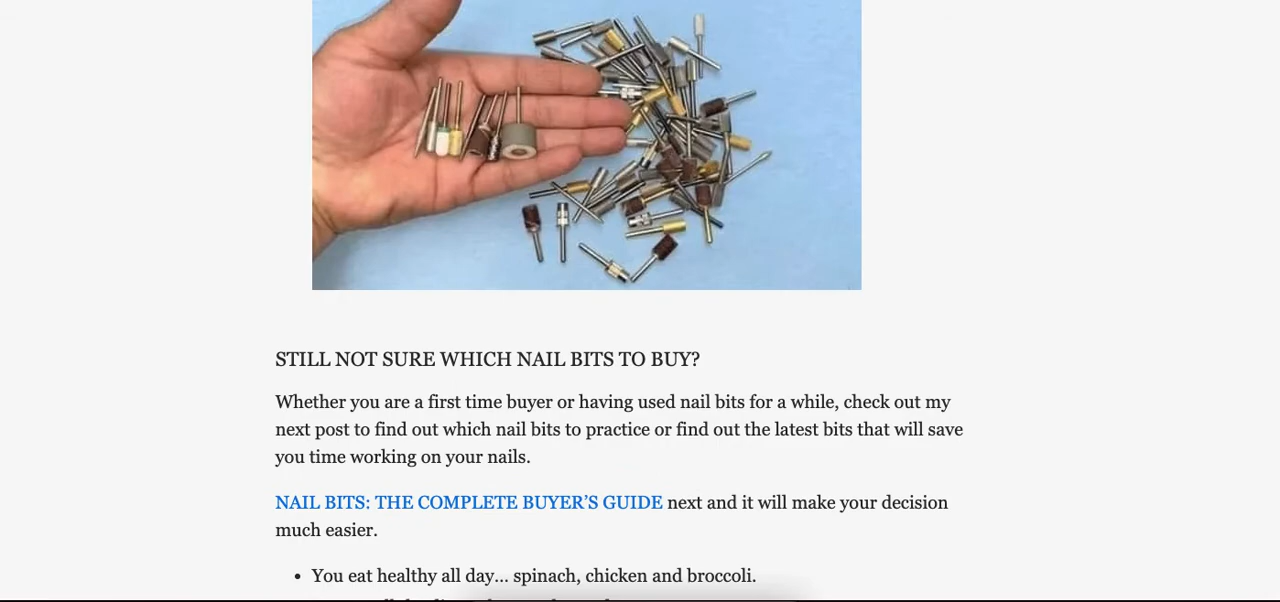 STILL NOT SURE WHICH NAIL BITS TO BUY?
Whether you are a first time buyer or having used nail bits for a while, check out my
next post to find out which nail bits to practice or find out the latest bits that will save
you time working on your nails.
NAIL BITS: THE COMPLETE BUYER’S GUIDE next and it will make your decision
much easier.
• You eat healthy all day... spinach, chicken and broccoli.